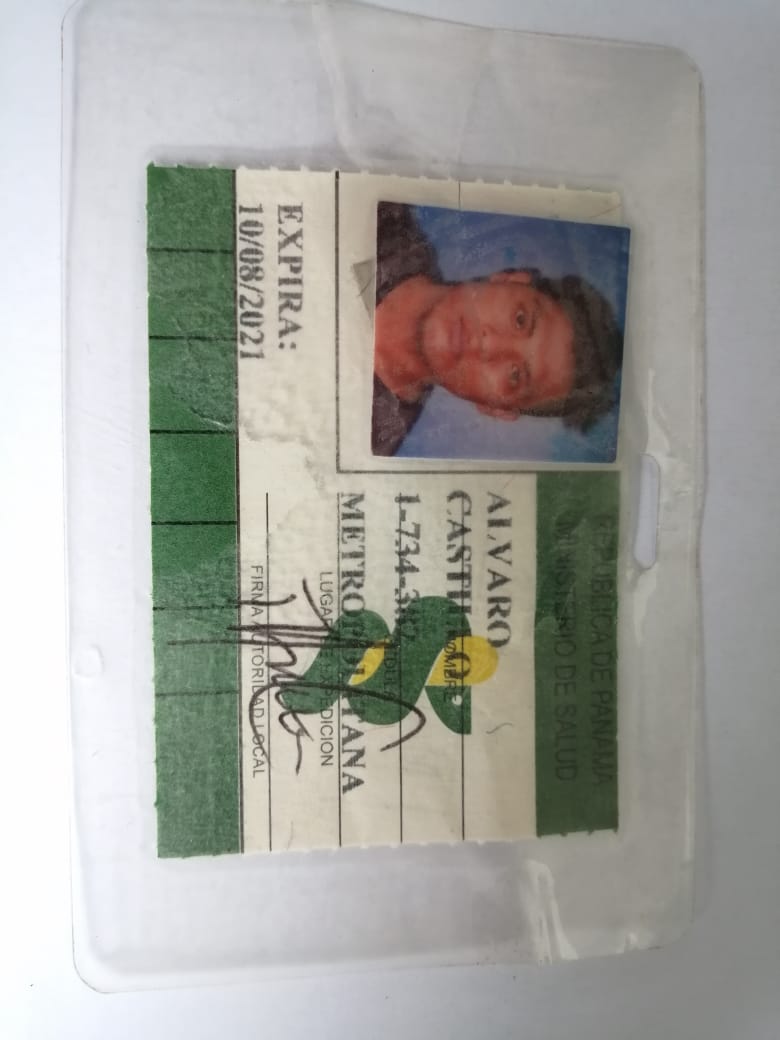 REPUBLICA DE PANAMA
MINISTERIO DE SALUD
ALVARO
CASTILLO
NOMBRE
1-734-382
CEDULA
METROPOLITANA
LUGAR DE EXPEDICION
FIRMA AUTORIDAD LOCAL
EXPIRA:
10/08/2021